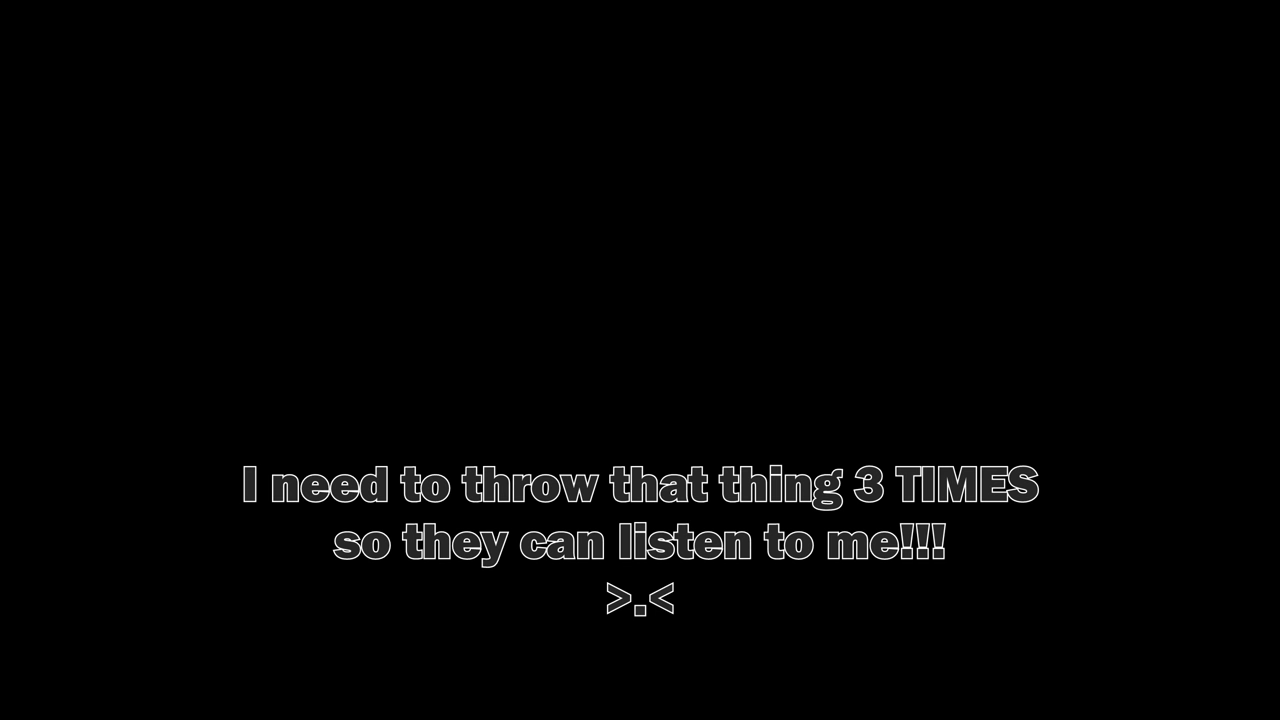 I need to throw that thing 3 TIMES
so they can listen to me!!!
>.<